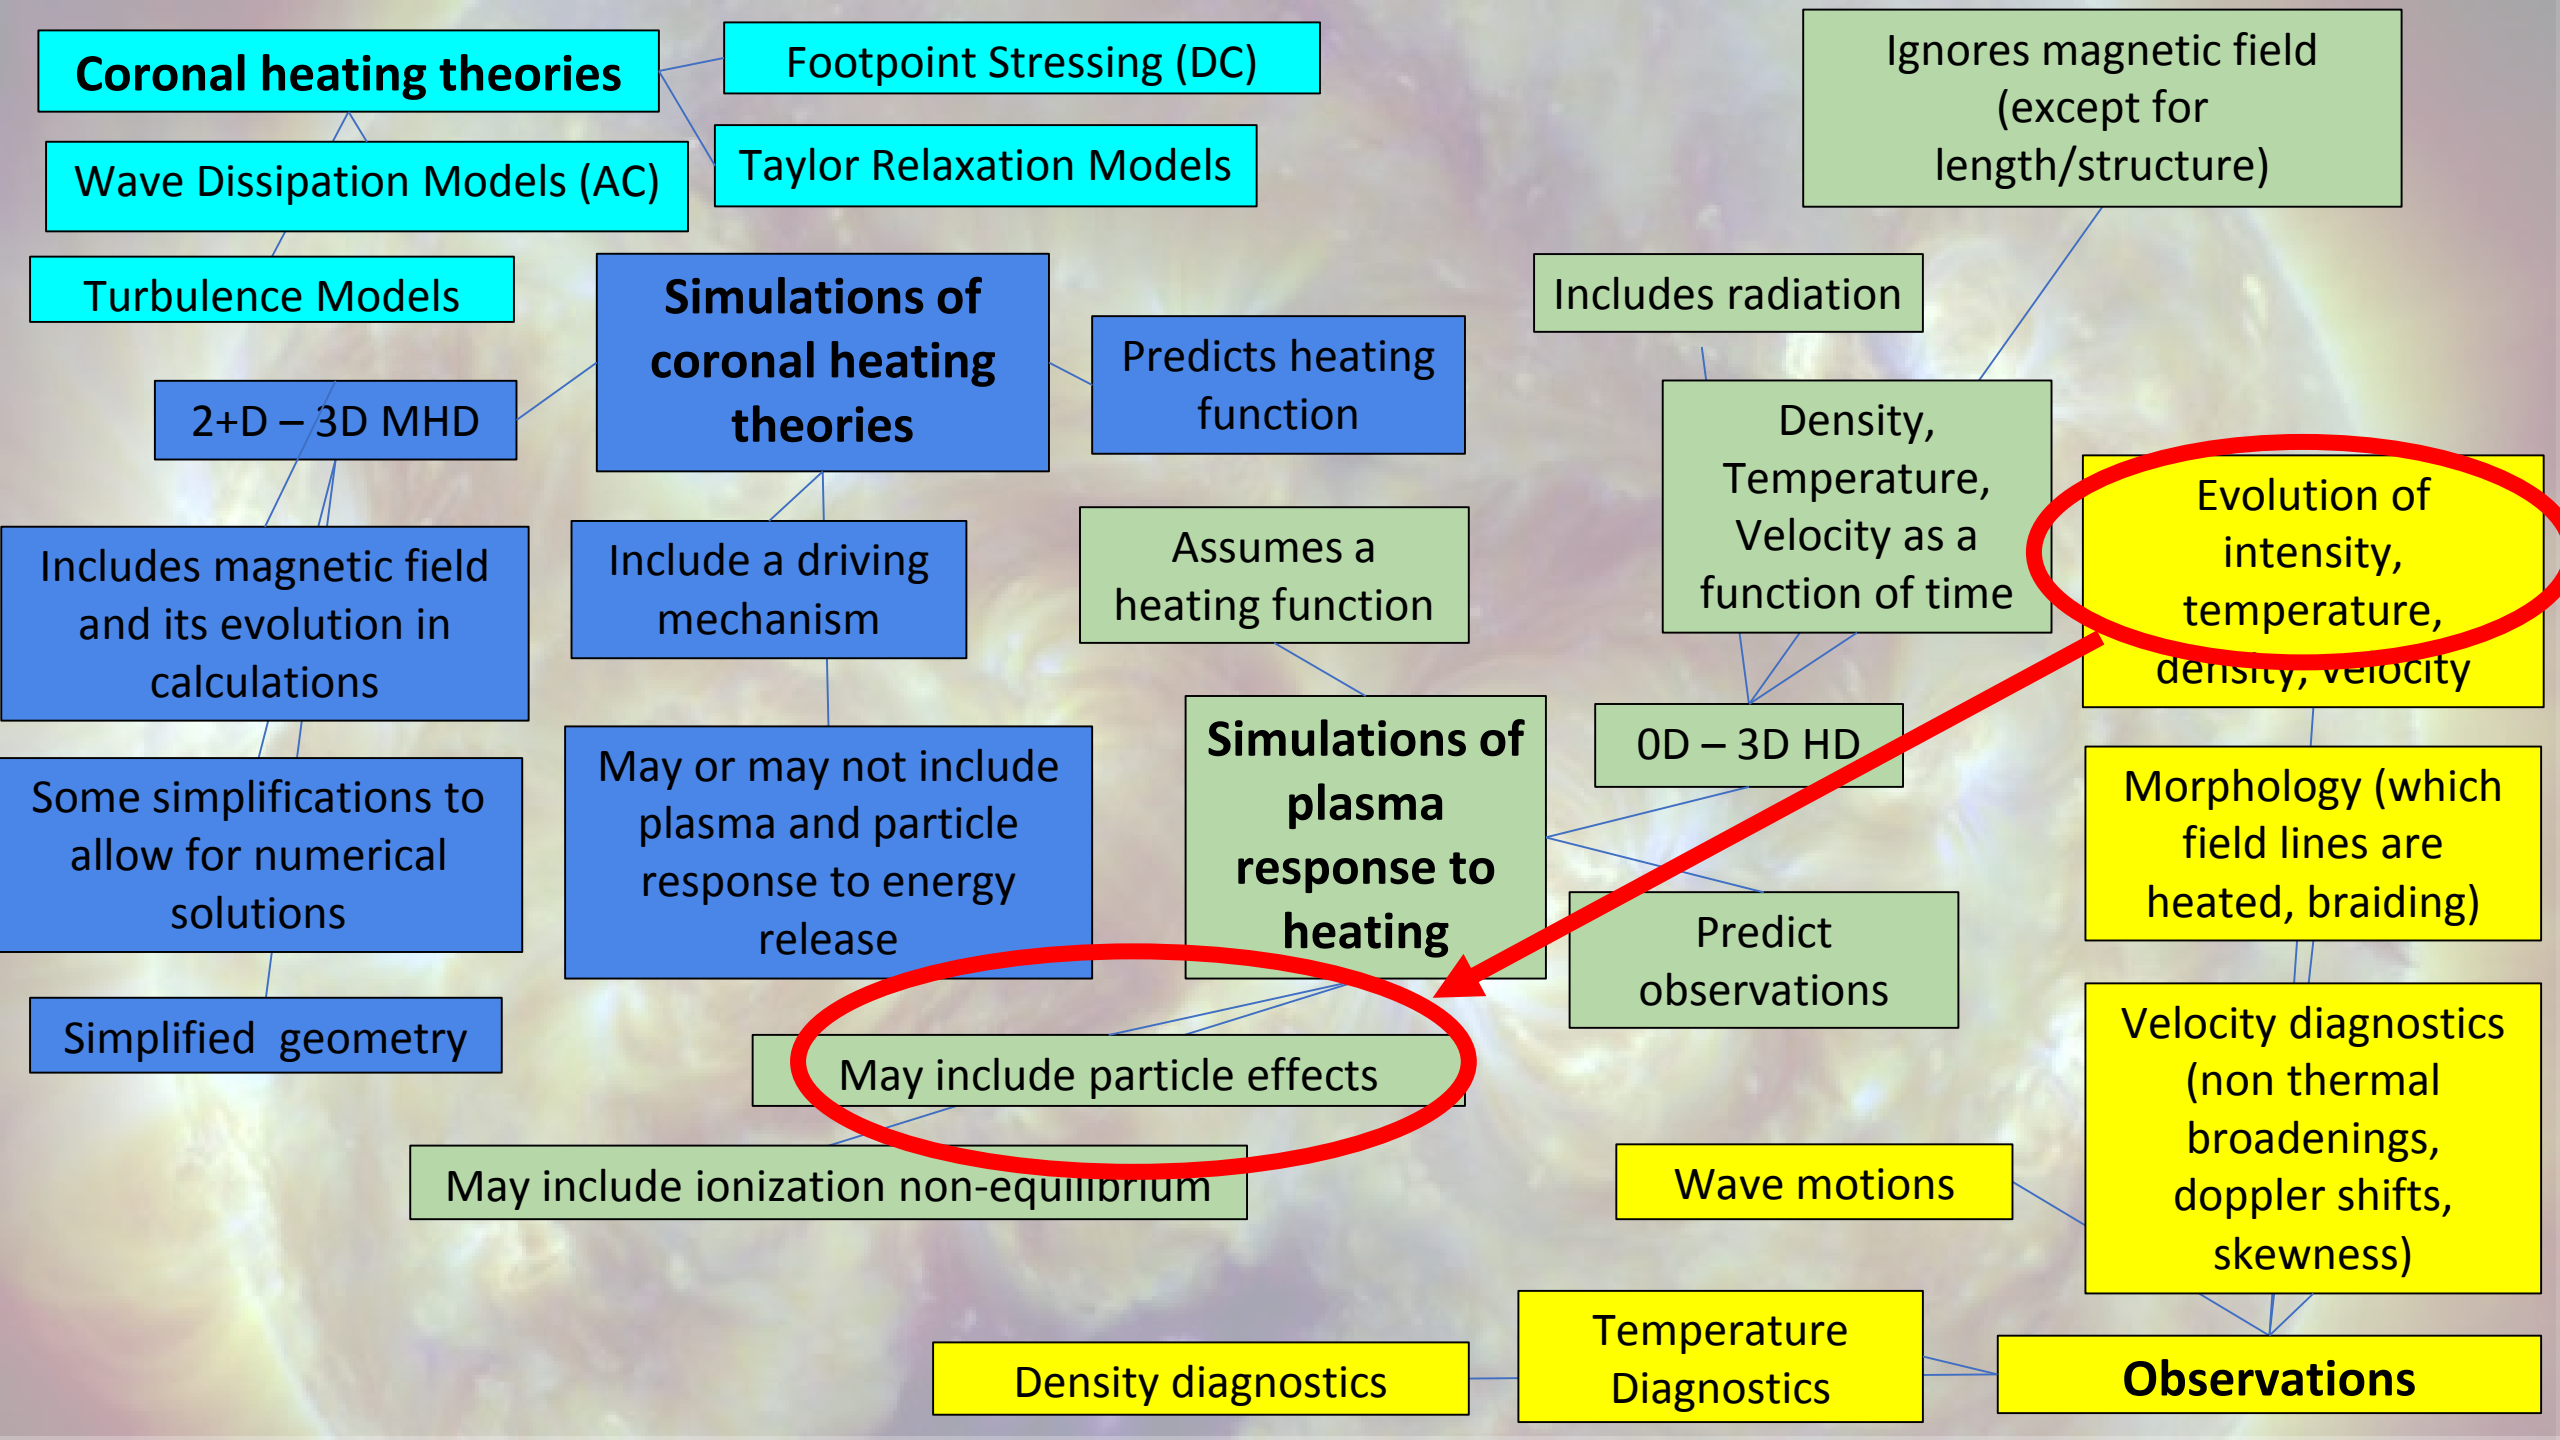 Coronal heating theories
Footpoint Stressing (DC)
Wave Dissipation Models (AC)
Taylor Relaxation Models
Turbulence Models
Simulations of
coronal heating
theories
2+D – 3D MHD
Predicts heating
function
Includes magnetic field
and its evolution in
calculations
Include a driving
mechanism
Some simplifications to
allow for numerical
solutions
May or may not include
plasma and particle
response to energy
release
Simplified  geometry
Ignores magnetic field
(except for
length/structure)
Includes radiation
Density,
Temperature,
Velocity as a
function of time
Assumes a
heating function
Simulations of
plasma
response to
heating
0D – 3D HD
Predict
observations
May include particle effects
May include ionization non-equilibrium
Evolution of
intensity,
temperature,
density, velocity
Morphology (which
field lines are
heated, braiding)
Velocity diagnostics
(non thermal
broadenings,
doppler shifts,
skewness)
Wave motions
Temperature
Diagnostics
Density diagnostics
Observations